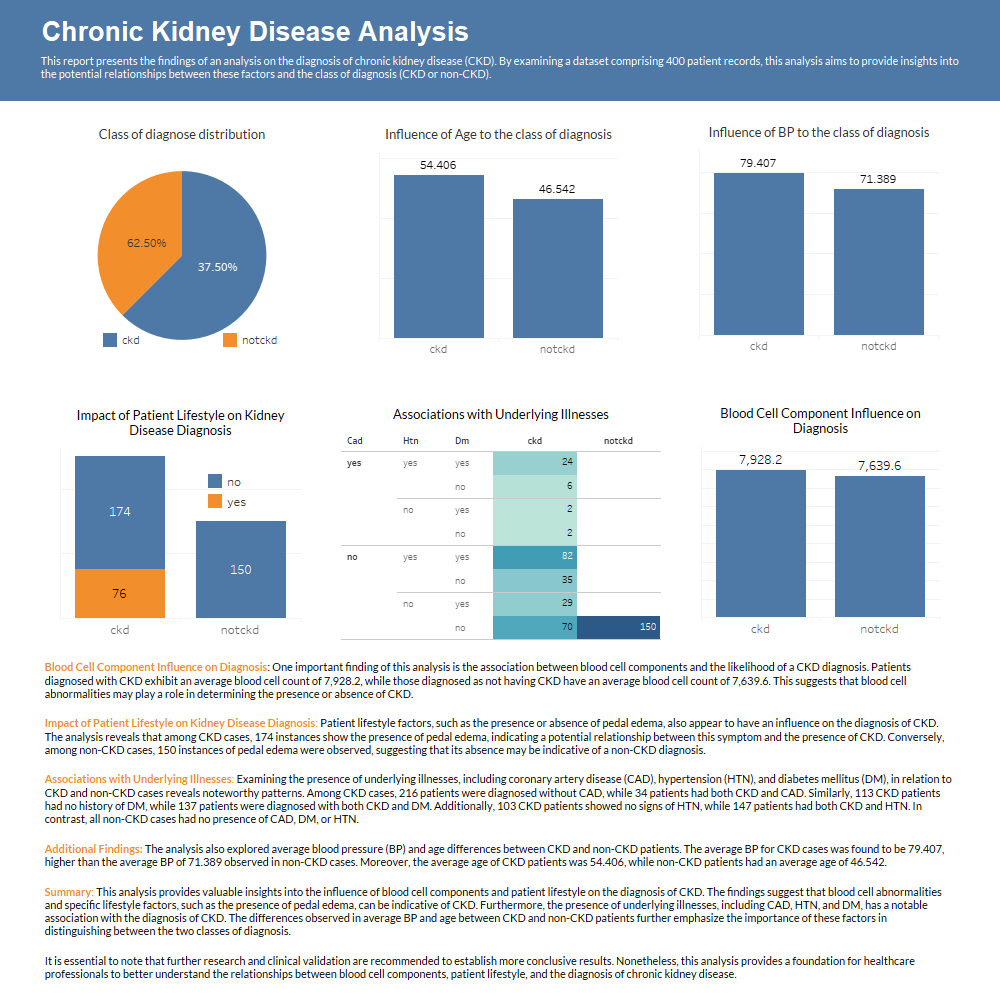 Chronic Kidney Disease Analysis
This report presents the findings of an analysis on the diagnosis of chronic kidney disease (CKD). By examining a dataset comprising 400 patient records, this analysis aims to provide insights into
the potential relationships between these factors and the class of diagnosis (CKD or non-CKD).
Class of diagnose distribution
62.50%
37.50%
ckd
notckd
Influence of Age to the class of diagnosis
54.406
46.542
ckd
notckd
Influence of BP to the class of diagnosis
79.407
71.389
ckd
notckd
Impact of Patient Lifestyle on Kidney
Disease Diagnosis
no
yes
174
150
76
ckd
notckd
Associations with Underlying Illnesses
Cad Htn Dm ckd notckd
yes yes yes 24
no 6
no yes 2
no 2
no yes yes 82
no 35
no yes 29
no 70 150
Blood Cell Component Influence on
Diagnosis
7,928.2
7,639.6
ckd
notckd
Blood Cell Component Influence on Diagnosis: One important finding of this analysis is the association between blood cell components and the likelihood of a CKD diagnosis. Patients
diagnosed with CKD exhibit an average blood cell count of 7,928.2, while those diagnosed as not having CKD have an average blood cell count of 7,639.6. This suggests that blood cell
abnormalities may play a role in determining the presence or absence of CKD.
Impact of Patient Lifestyle on Kidney Disease Diagnosis: Patient lifestyle factors, such as the presence or absence of pedal edema, also appear to have an influence on the diagnosis of CKD.
The analysis reveals that among CKD cases, 174 instances show the presence of pedal edema, indicating a potential relationship between this symptom and the presence of CKD. Conversely,
among non-CKD cases, 150 instances of pedal edema were observed, suggesting that its absence may be indicative of a non-CKD diagnosis.
Associations with Underlying Illnesses: Examining the presence of underlying illnesses, including coronary artery disease (CAD), hypertension (HTN), and diabetes mellitus (DM), in relation to
CKD and non-CKD cases reveals noteworthy patterns. Among CKD cases, 216 patients were diagnosed without CAD, while 34 patients had both CKD and CAD. Similarly, 113 CKD patients
had no history of DM, while 137 patients were diagnosed with both CKD and DM. Additionally, 103 CKD patients showed no signs of HTN, while 147 patients had both CKD and HTN. In
contrast, all non-CKD cases had no presence of CAD, DM, or HTN.
Additional Findings: The analysis also explored average blood pressure (BP) and age differences between CKD and non-CKD patients. The average BP for CKD cases was found to be 79.407,
higher than the average BP of 71.389 observed in non-CKD cases. Moreover, the average age of CKD patients was 54.406, while non-CKD patients had an average age of 46.542.
Summary: This analysis provides valuable insights into the influence of blood cell components and patient lifestyle on the diagnosis of CKD. The findings suggest that blood cell abnormalities
and specific lifestyle factors, such as the presence of pedal edema, can be indicative of CKD. Furthermore, the presence of underlying illnesses, including CAD, HTN, and DM, has a notable
association with the diagnosis of CKD. The differences observed in average BP and age between CKD and non-CKD patients further emphasize the importance of these factors in
distinguishing between the two classes of diagnosis.
It is essential to note that further research and clinical validation are recommended to establish more conclusive results. Nonetheless, this analysis provides a foundation for healthcare
professionals to better understand the relationships between blood cell components, patient lifestyle, and the diagnosis of chronic kidney disease.